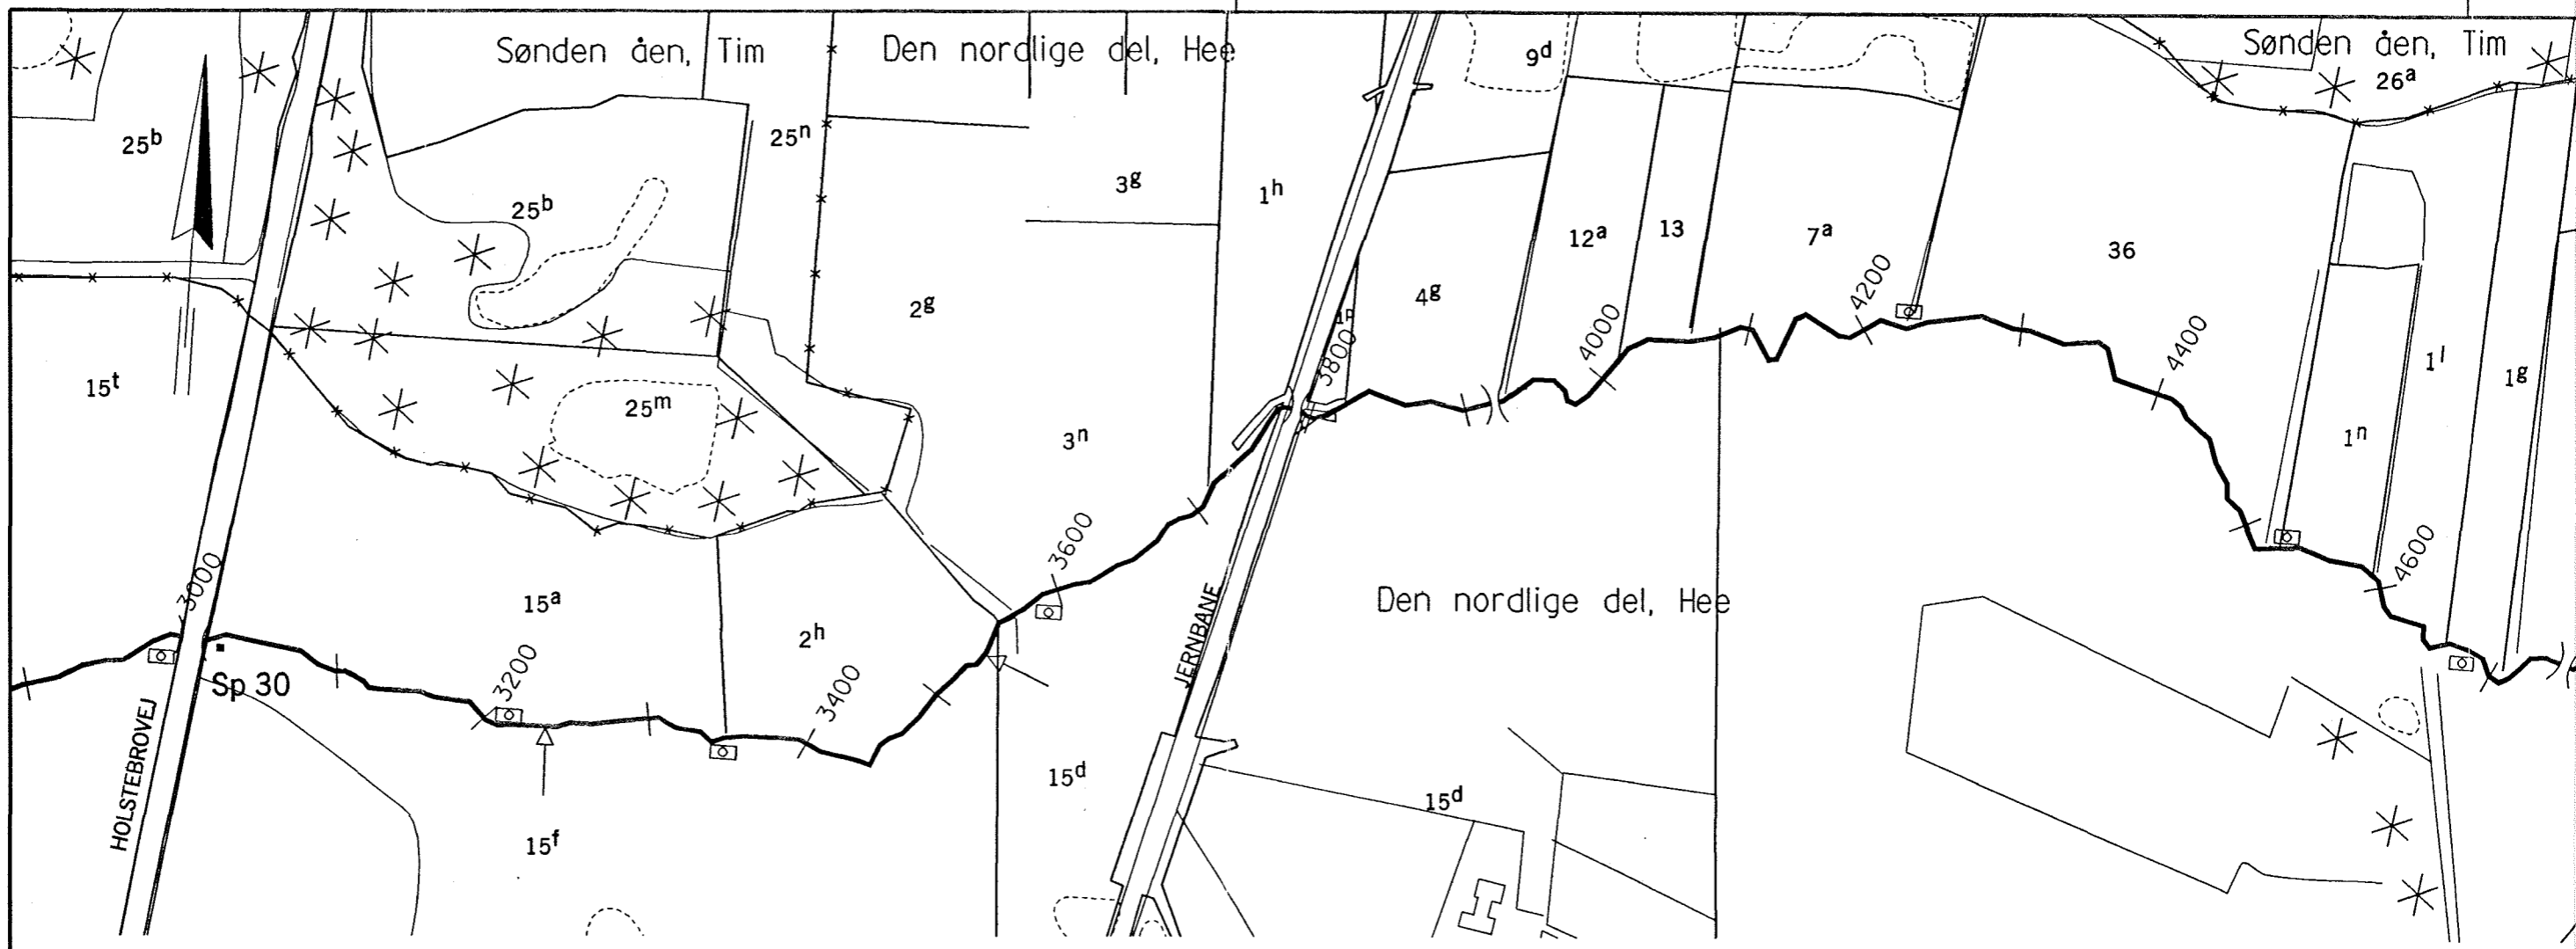 Sønden åen, Tim
Den nordlige del, Hee
9ᵈ
Sønden åen, Tim
26ᵃ
25ᵇ
25ⁿ
25ᵇ
3ᵍ
1ʰ
12ᵃ
13
7ᵃ
36
4200
2ᵍ
4ᵍ
3800
4000
4400
15ᵗ
25ᵐ
3ⁿ
1ˡ
1ᵍ
1ⁿ
3000
3600
4600
15ᵃ
2ʰ
JERNBANE
Den nordlige del, Hee
Sp 30
3200
3400
HOLSTEBROVEJ
15ᵈ
15ᵈ
15ᶠ